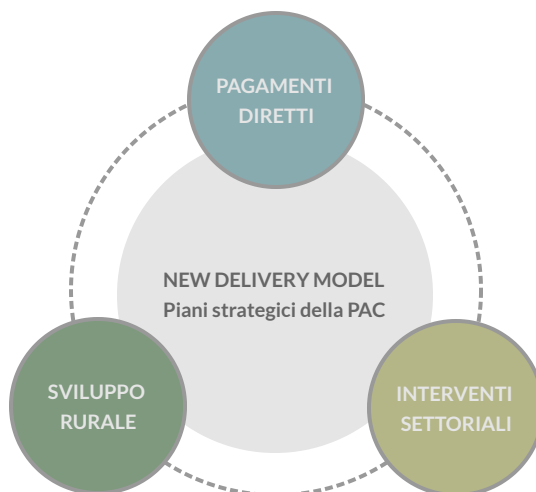 PAGAMENTI
DIRETTI
NEW DELIVERY MODEL
Piani strategici della PAC
SVILUPPO
RURALE
INTERVENTI
SETTORIALI